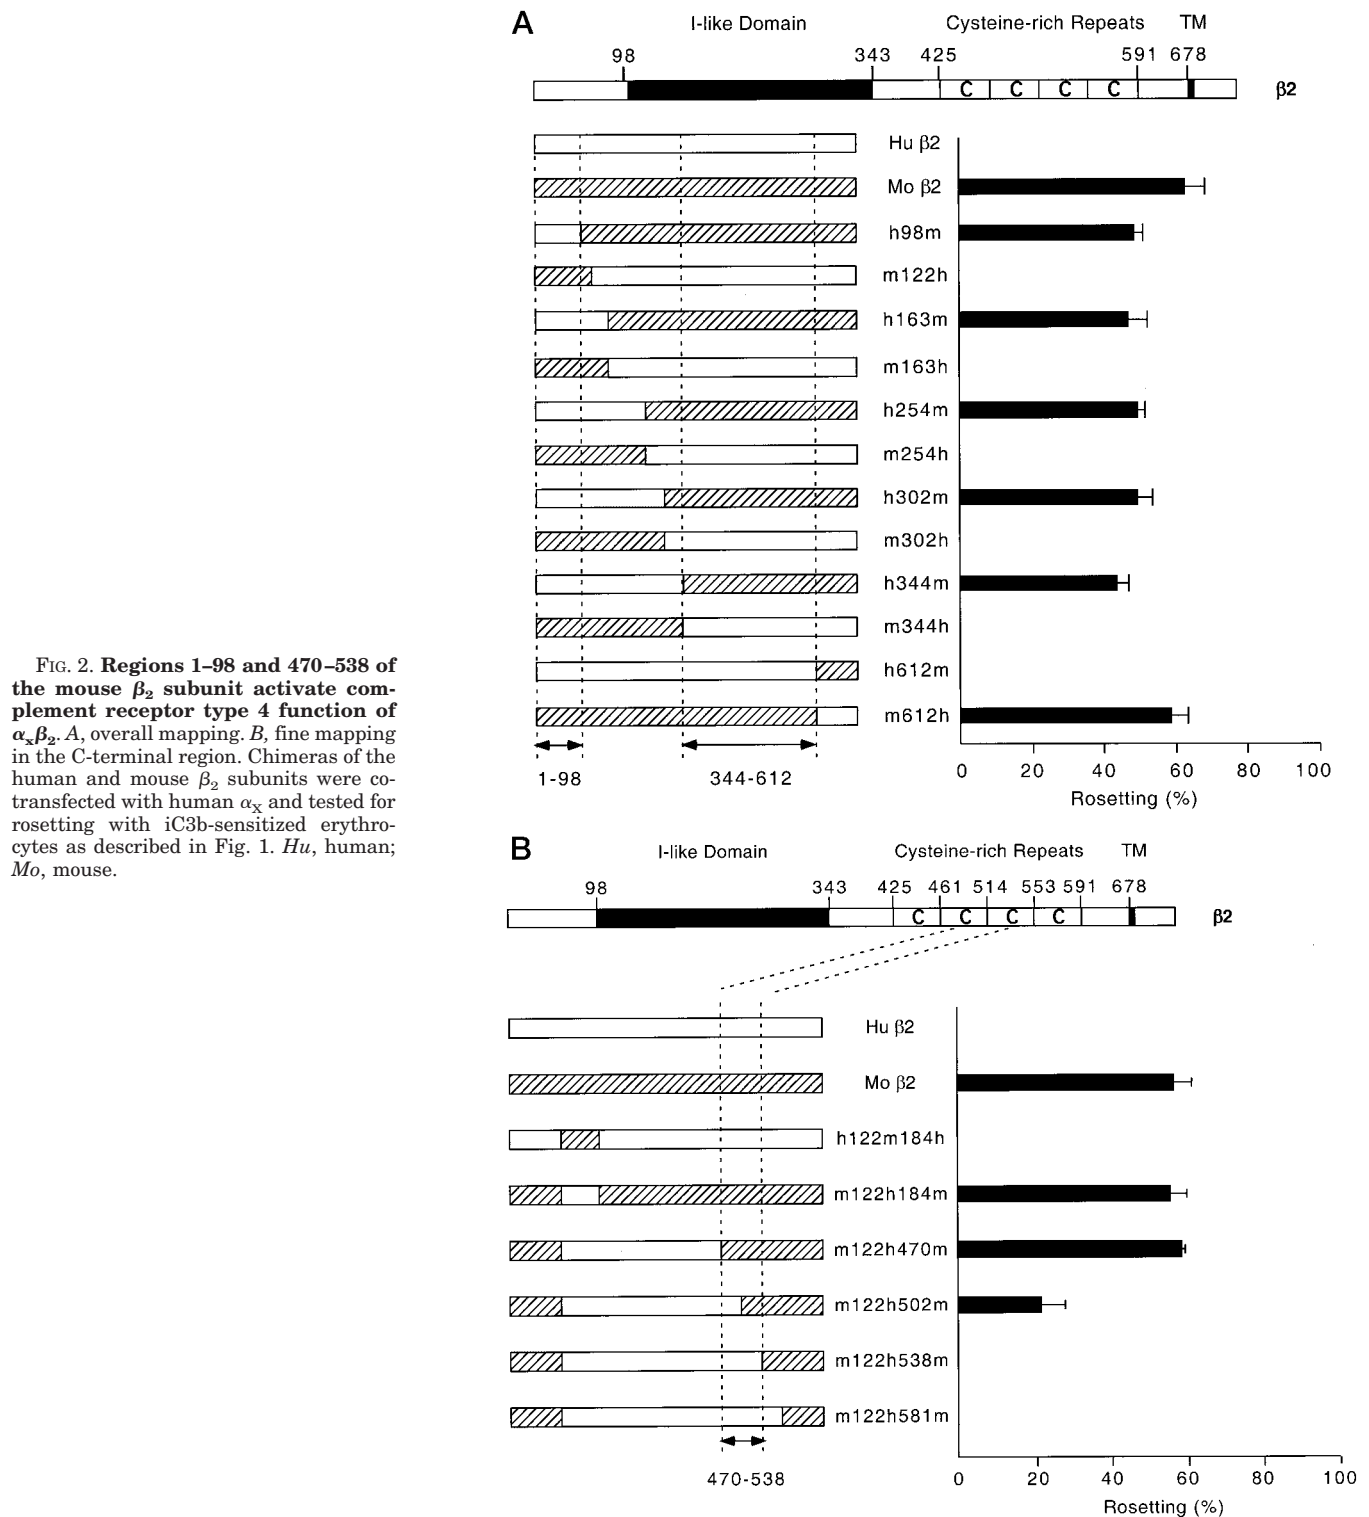 FIG. 2. Regions 1–98 and 470–538 of
the mouse β2 subunit activate com-
plement receptor type 4 function of
αxβ2. A, overall mapping. B, fine mapping
in the C-terminal region. Chimeras of the
human and mouse β2 subunits were co-
transfected with human αX and tested for
rosetting with iC3b-sensitized erythro-
cytes as described in Fig. 1. Hu, human;
Mo, mouse.
A
I-like Domain Cysteine-rich Repeats TM
98 343 425 591 678
C C C C β2
Hu β2
Mo β2
h98m
m122h
h163m
m163h
h254m
m254h
h302m
m302h
h344m
m344h
h612m
m612h
1-98 344-612
0 20 40 60 80 100
Rosetting (%)
B
I-like Domain Cysteine-rich Repeats TM
98 343 425 461 514 553 591 678
C C C C β2
Hu β2
Mo β2
h122m184h
m122h184m
m122h470m
m122h502m
m122h538m
m122h581m
470-538
0 20 40 60 80 100
Rosetting (%)